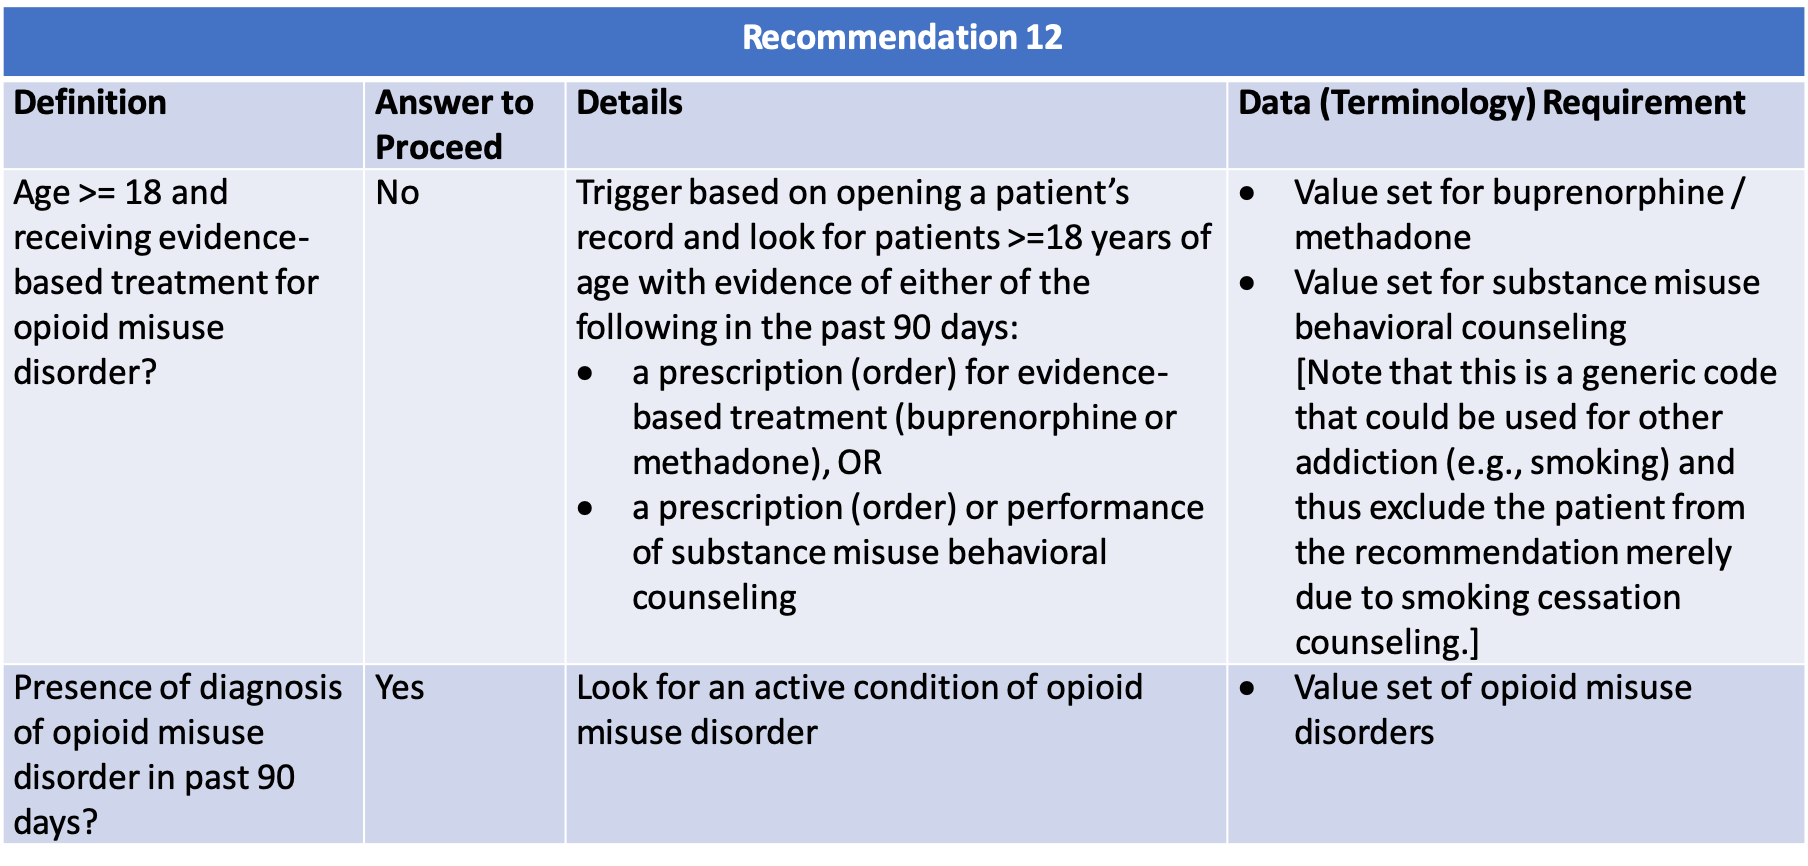 Recommendation 12
Definition
Answer to
Proceed
Details
Data (Terminology) Requirement
Age >= 18 and
receiving evidence-
based treatment for
opioid misuse
disorder?
No
Trigger based on opening a patient’s
record and look for patients >=18 years of
age with evidence of either of the
following in the past 90 days:
• a prescription (order) for evidence-
based treatment (buprenorphine or
methadone), OR
• a prescription (order) or performance
of substance misuse behavioral
counseling
• Value set for buprenorphine /
methadone
• Value set for substance misuse
behavioral counseling
[Note that this is a generic code
that could be used for other
addiction (e.g., smoking) and
thus exclude the patient from
the recommendation merely
due to smoking cessation
counseling.]
Presence of diagnosis
of opioid misuse
disorder in past 90
days?
Yes
Look for an active condition of opioid
misuse disorder
• Value set of opioid misuse
disorders